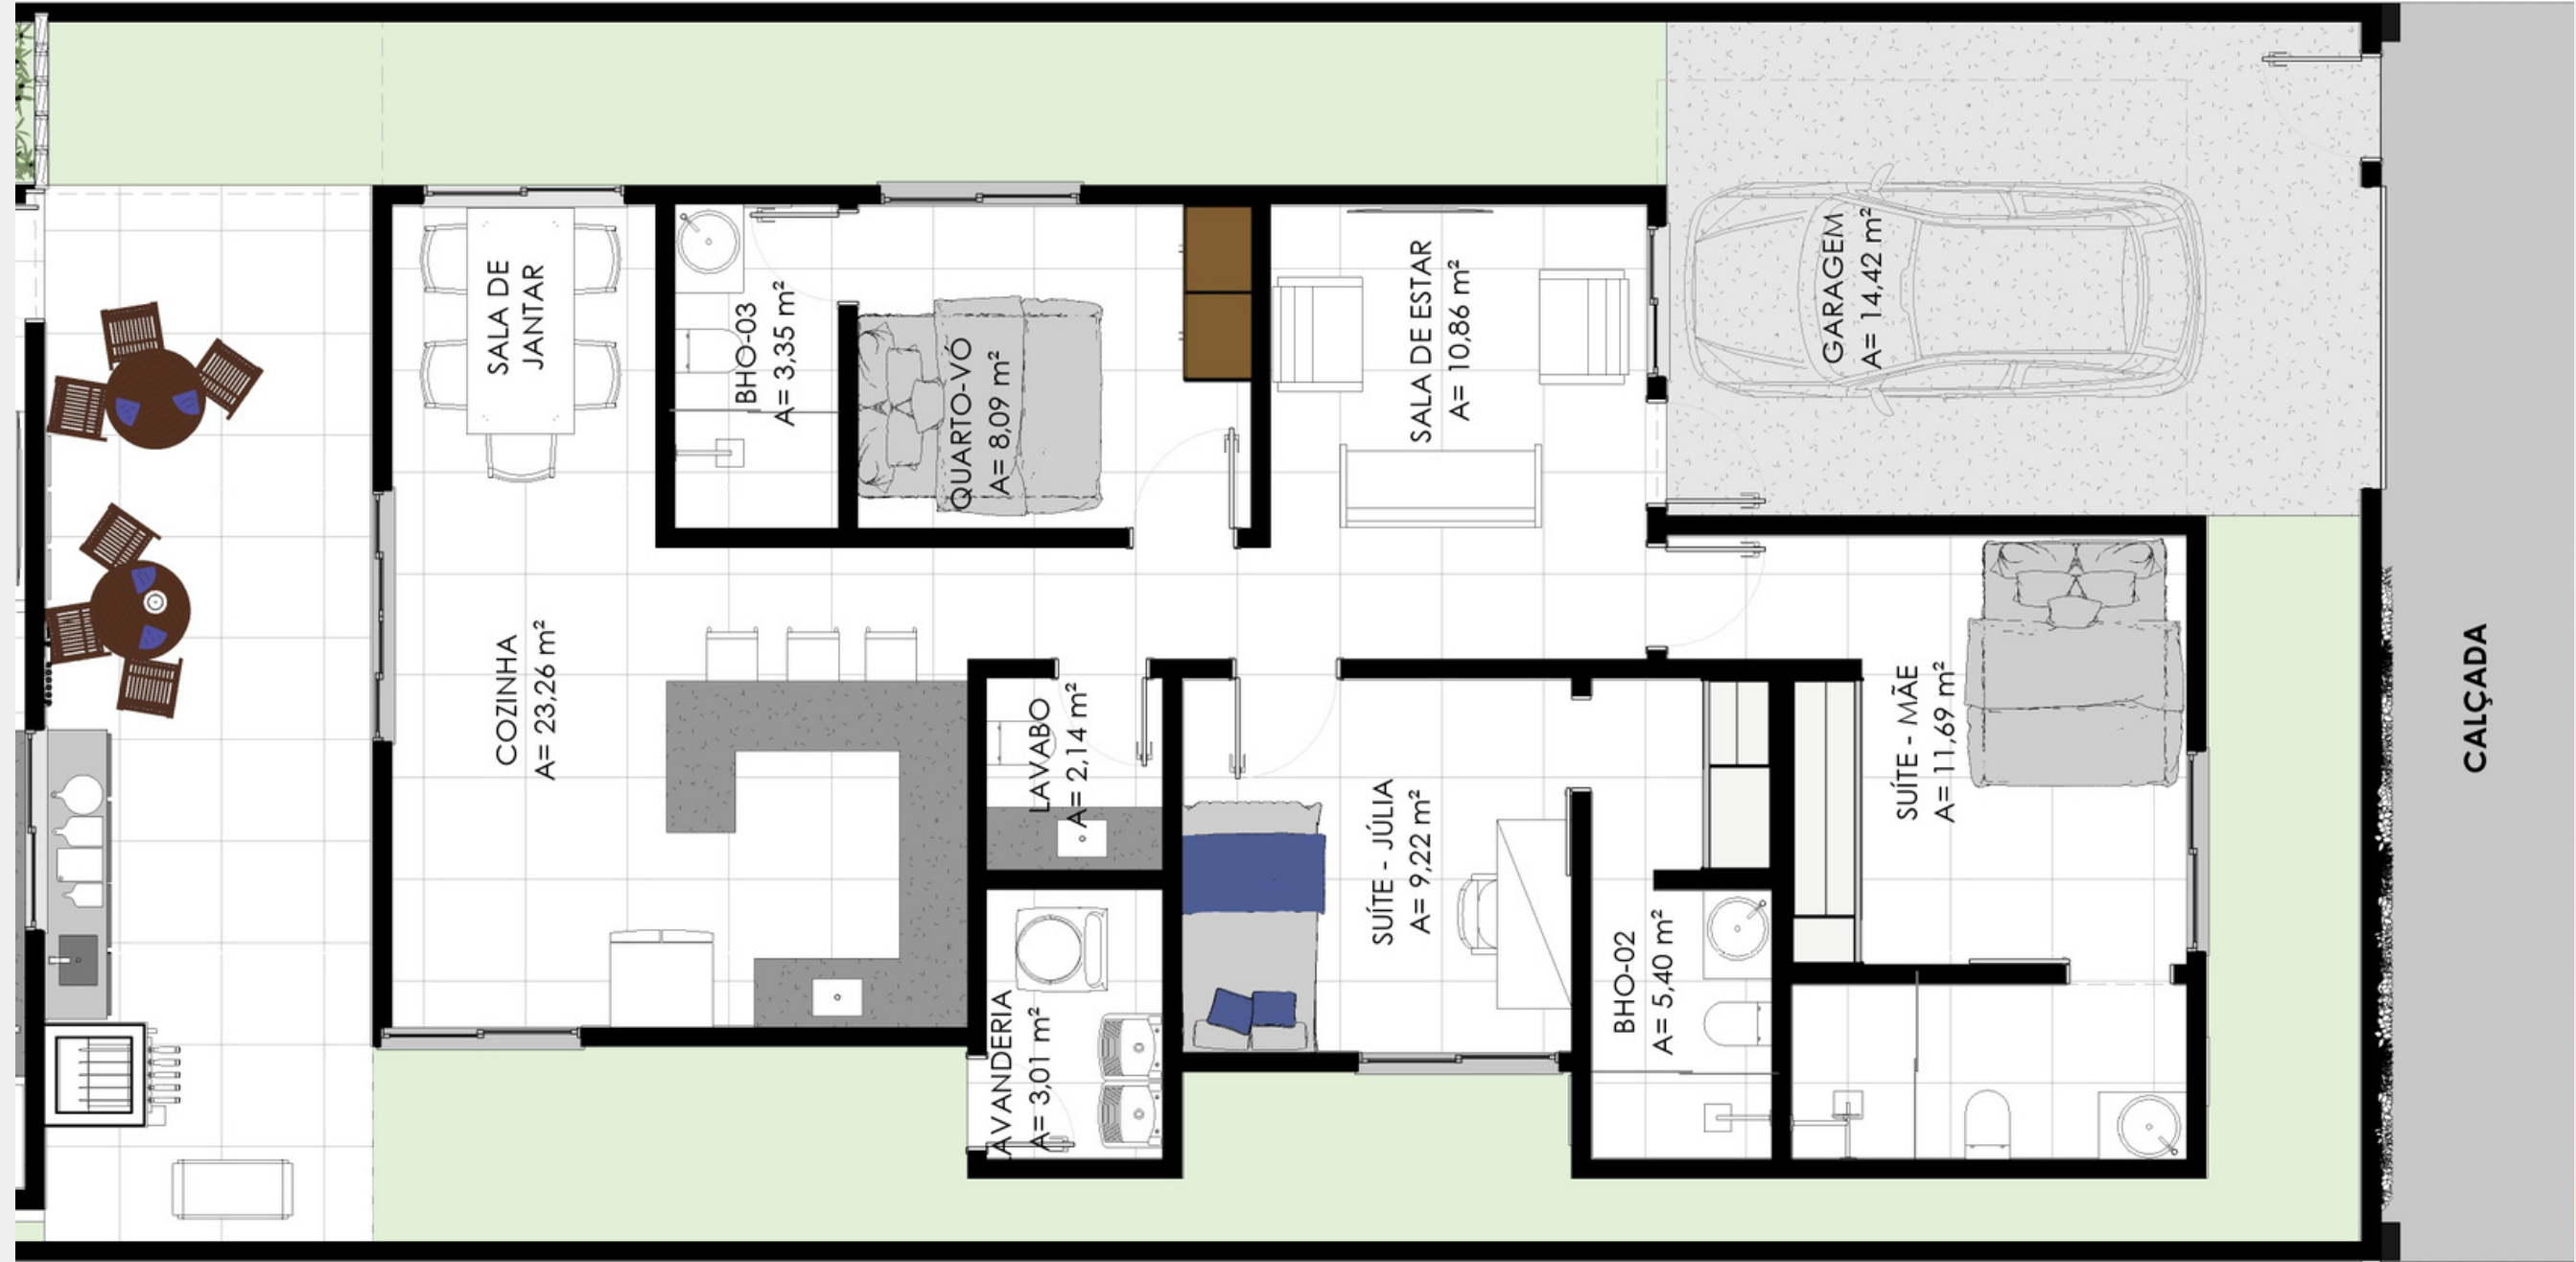 SALA DE
JANTAR
COZINHA
A= 23,26 m²
BHO-03
A= 3,35 m²
QUARTO-VÓ
A= 8,09 m²
LAVABO
A= 2,14 m²
AVANDERIA
A= 3,01 m²
SALA DE ESTAR
A= 10,86 m²
SUÍTE - JÚLIA
A= 9,22 m²
BHO-02
A= 5,40 m²
GARAGEM
A= 14,42 m²
SUÍTE - MÃE
A= 11,69 m²
CALÇADA